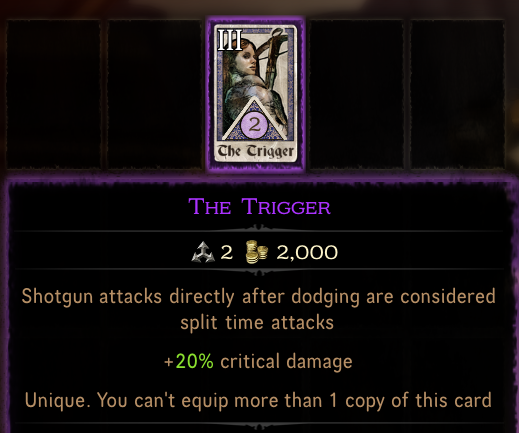 III
2
The Trigger
The Trigger
2 2,000
Shotgun attacks directly after dodging are considered
split time attacks
+20% critical damage
Unique. You can't equip more than 1 copy of this card